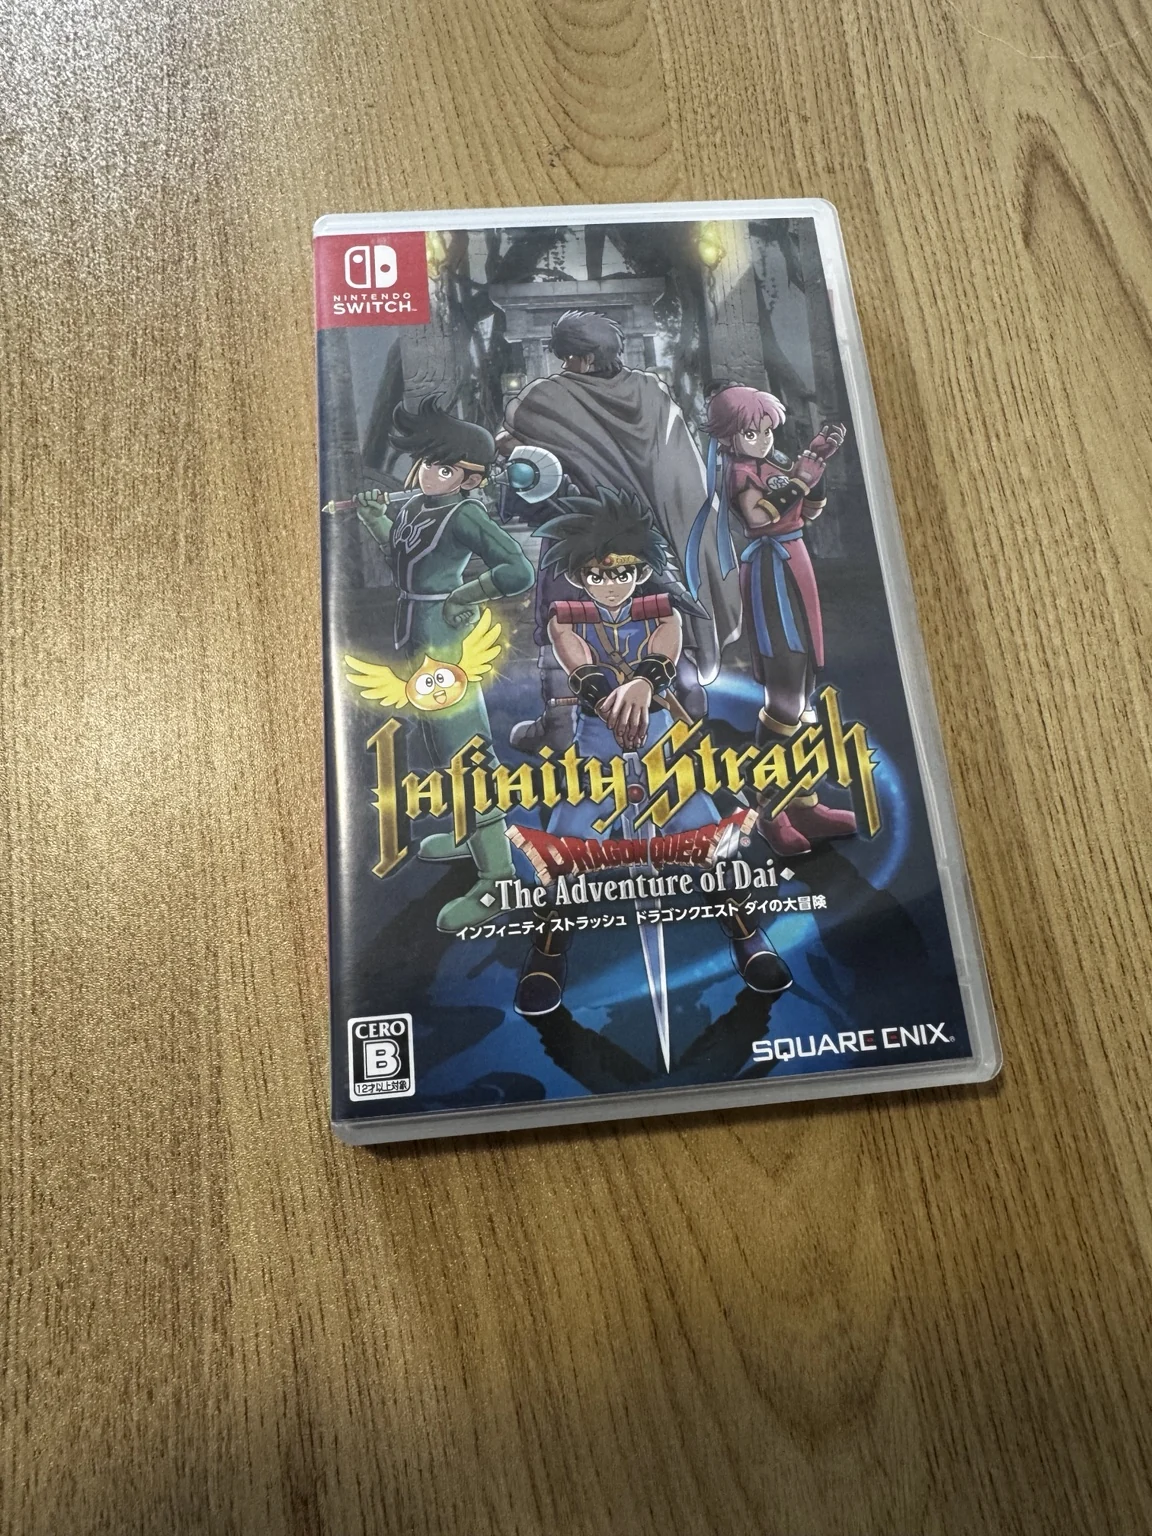 NINTENDO
SWITCH™
Infinity Strash
DRAGON QUEST®
The Adventure of Dai
インフィニティ ストラッシュ ドラゴンクエスト ダイの大冒険
CERO
B
12才以上対象
SQUARE ENIX®